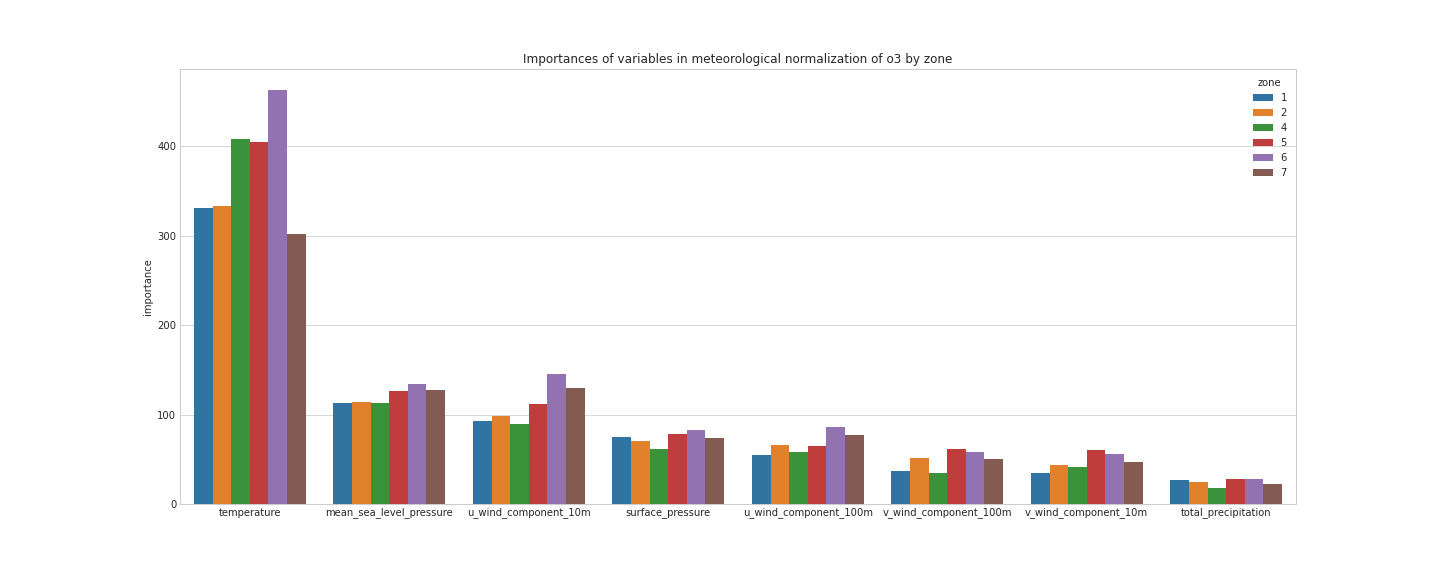 Importances of variables in meteorological normalization of o3 by zone
zone
1
2
4
5
6
7
400
300
200
100
0
importance
temperature
mean_sea_level_pressure
u_wind_component_10m
surface_pressure
u_wind_component_100m
v_wind_component_100m
v_wind_component_10m
total_precipitation